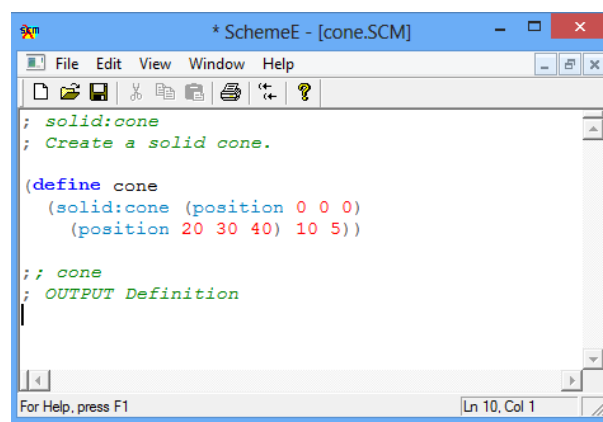 SCM
* SchemeE - [cone.SCM]
File Edit View Window Help
; solid:cone
; Create a solid cone.
(define cone
(solid:cone (position 0 0 0)
(position 20 30 40) 10 5))
;; cone
; OUTPUT Definition
For Help, press F1
Ln 10, Col 1